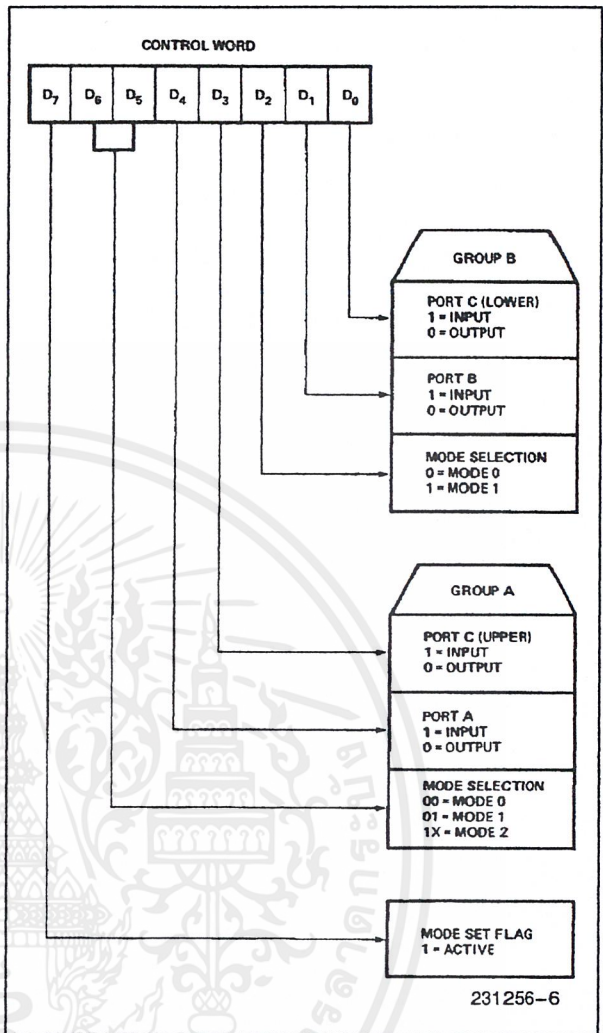 CONTROL WORD
D7 D6 D5 D4 D3 D2 D1 D0
GROUP B
PORT C (LOWER)
1 = INPUT
0 = OUTPUT
PORT B
1 = INPUT
0 = OUTPUT
MODE SELECTION
0 = MODE 0
1 = MODE 1
GROUP A
PORT C (UPPER)
1 = INPUT
0 = OUTPUT
PORT A
1 = INPUT
0 = OUTPUT
MODE SELECTION
00 = MODE 0
01 = MODE 1
1X = MODE 2
MODE SET FLAG
1 = ACTIVE
231256-6